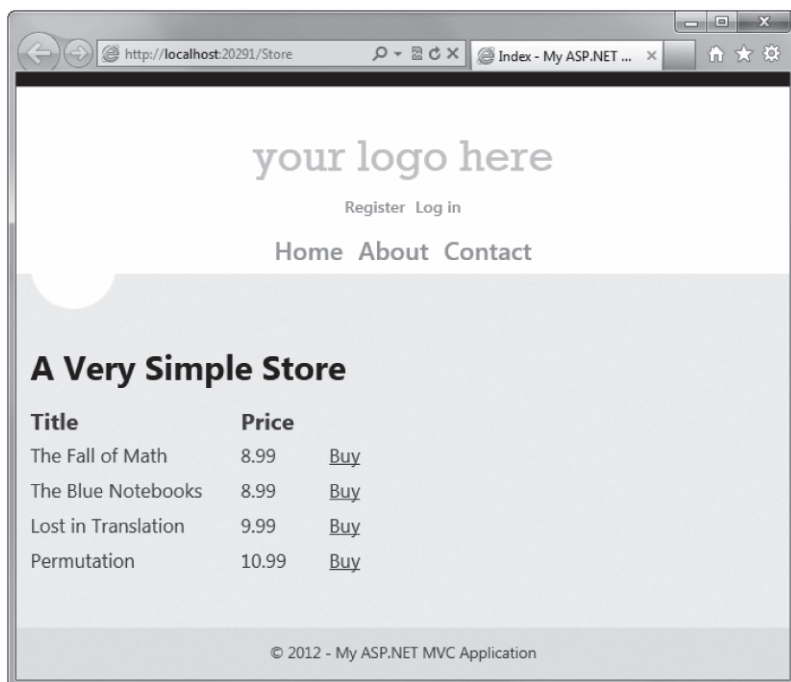 http://localhost:20291/Store
Index - My ASP.NET ...
your logo here
Register Log in
Home About Contact
A Very Simple Store
Title Price
The Fall of Math 8.99 Buy
The Blue Notebooks 8.99 Buy
Lost in Translation 9.99 Buy
Permutation 10.99 Buy
© 2012 - My ASP.NET MVC Application